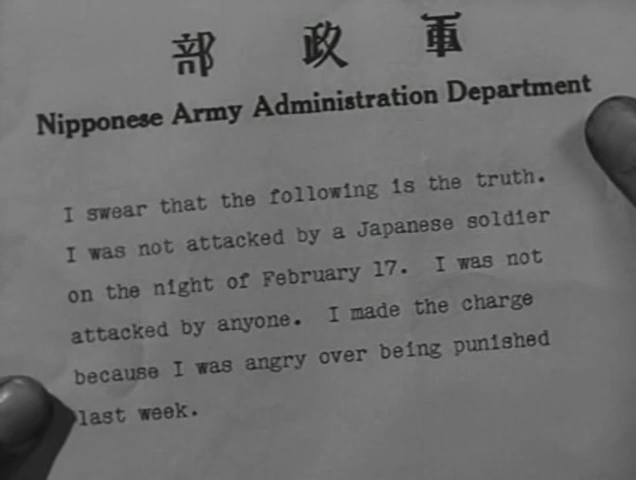 軍政部
Nipponese Army Administration Department
I swear that the following is the truth.
I was not attacked by a Japanese soldier
on the night of February 17. I was not
attacked by anyone. I made the charge
because I was angry over being punished
last week.